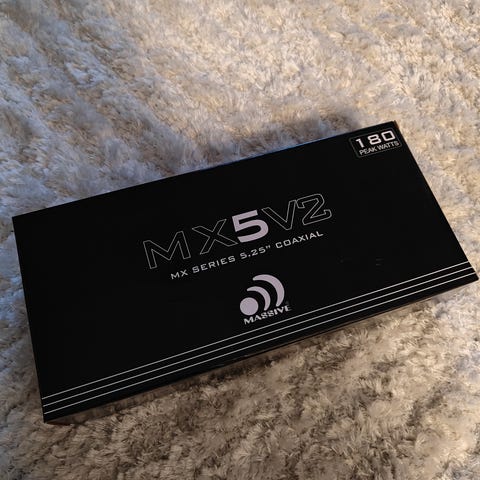 180
PEAK WATTS
MX5V2
MX SERIES 5.25" COAXIAL
MASSIVE